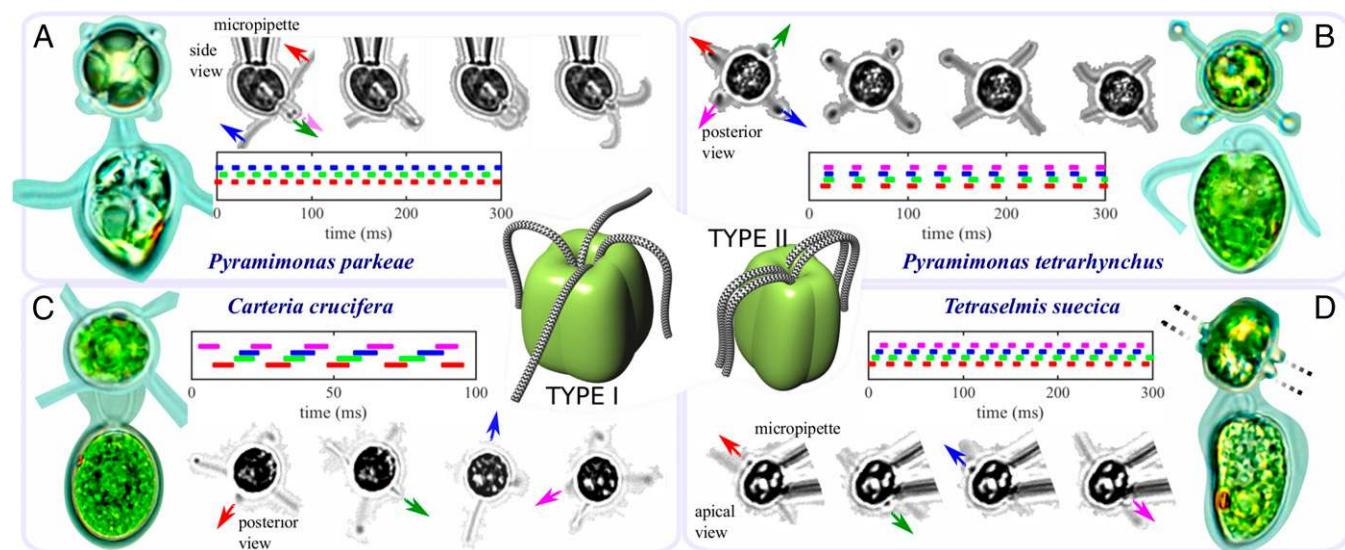 A
micropipette
side
view
0
100
200
300
time (ms)
Pyramimonas parkeae
B
posterior
view
0
100
200
300
time (ms)
Pyramimonas tetrarhynchus
TYPE I
TYPE II
C
Carteria crucifera
0
50
100
time (ms)
posterior
view
D
Tetraselmis suecica
0
100
200
300
time (ms)
micropipette
apical
view